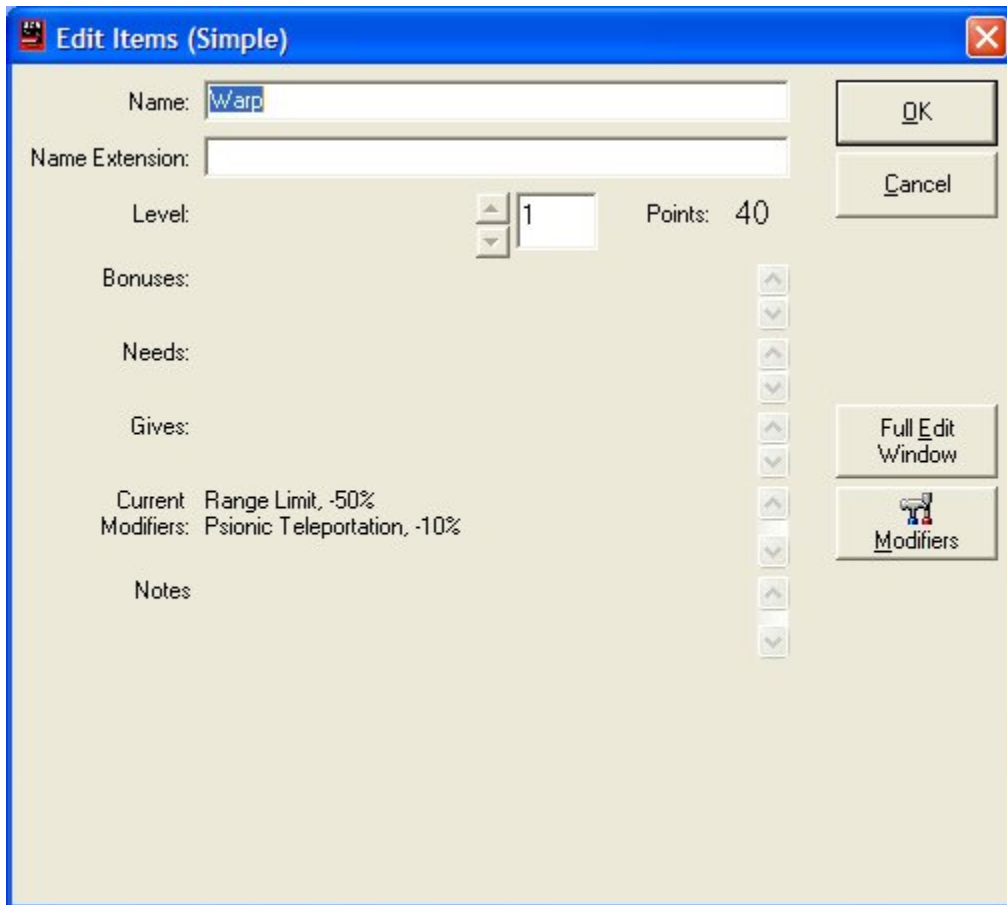 Edit Items (Simple)
Name: Warp
OK
Name Extension:
Cancel
Level: 1 Points: 40
Bonuses:
Needs:
Gives:
Full Edit
Window
Current Range Limit, -50%
Modifiers: Psionic Teleportation, -10%
Modifiers
Notes